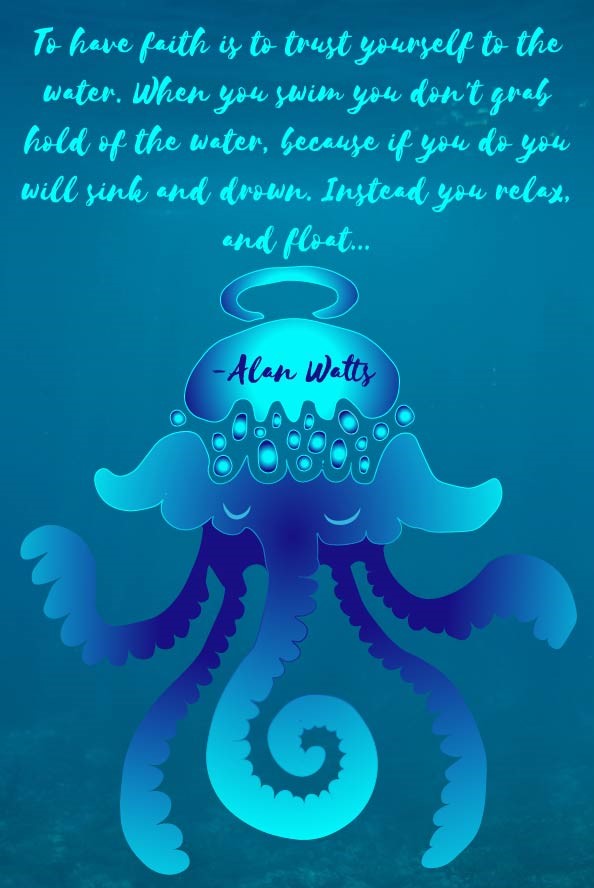 To have faith is to trust yourself to the
water. When you swim you don't grab
hold of the water, because if you do you
will sink and drown. Instead you relax,
and float...
-Alan Watts